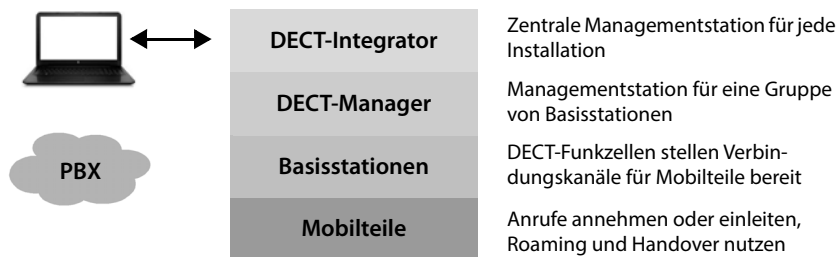 DECT-Integrator
Zentrale Managementstation für jede
Installation
DECT-Manager
Managementstation für eine Gruppe
von Basisstationen
PBX
Basisstationen
DECT-Funkzellen stellen Verbin-
dungskanäle für Mobilteile bereit
Mobilteile
Anrufe annehmen oder einleiten,
Roaming und Handover nutzen